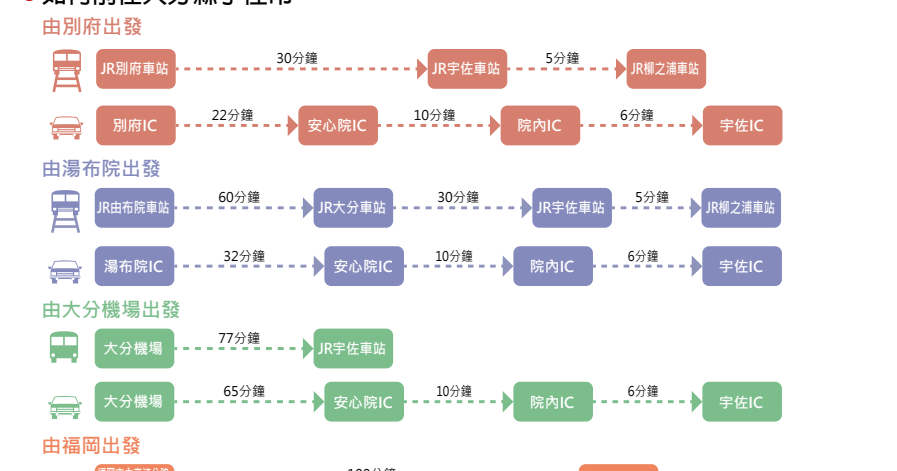 由別府出發
30分鐘 5分鐘
JR別府車站 JR宇佐車站 JR柳之浦車站
22分鐘 10分鐘 6分鐘
別府IC 安心院IC 院內IC 宇佐IC
由湯布院出發
60分鐘 30分鐘 5分鐘
JR由布院車站 JR大分車站 JR宇佐車站 JR柳之浦車站
32分鐘 10分鐘 6分鐘
湯布院IC 安心院IC 院內IC 宇佐IC
由大分機場出發
77分鐘
大分機場 JR宇佐車站
65分鐘 10分鐘 6分鐘
大分機場 安心院IC 院內IC 宇佐IC
由福岡出發